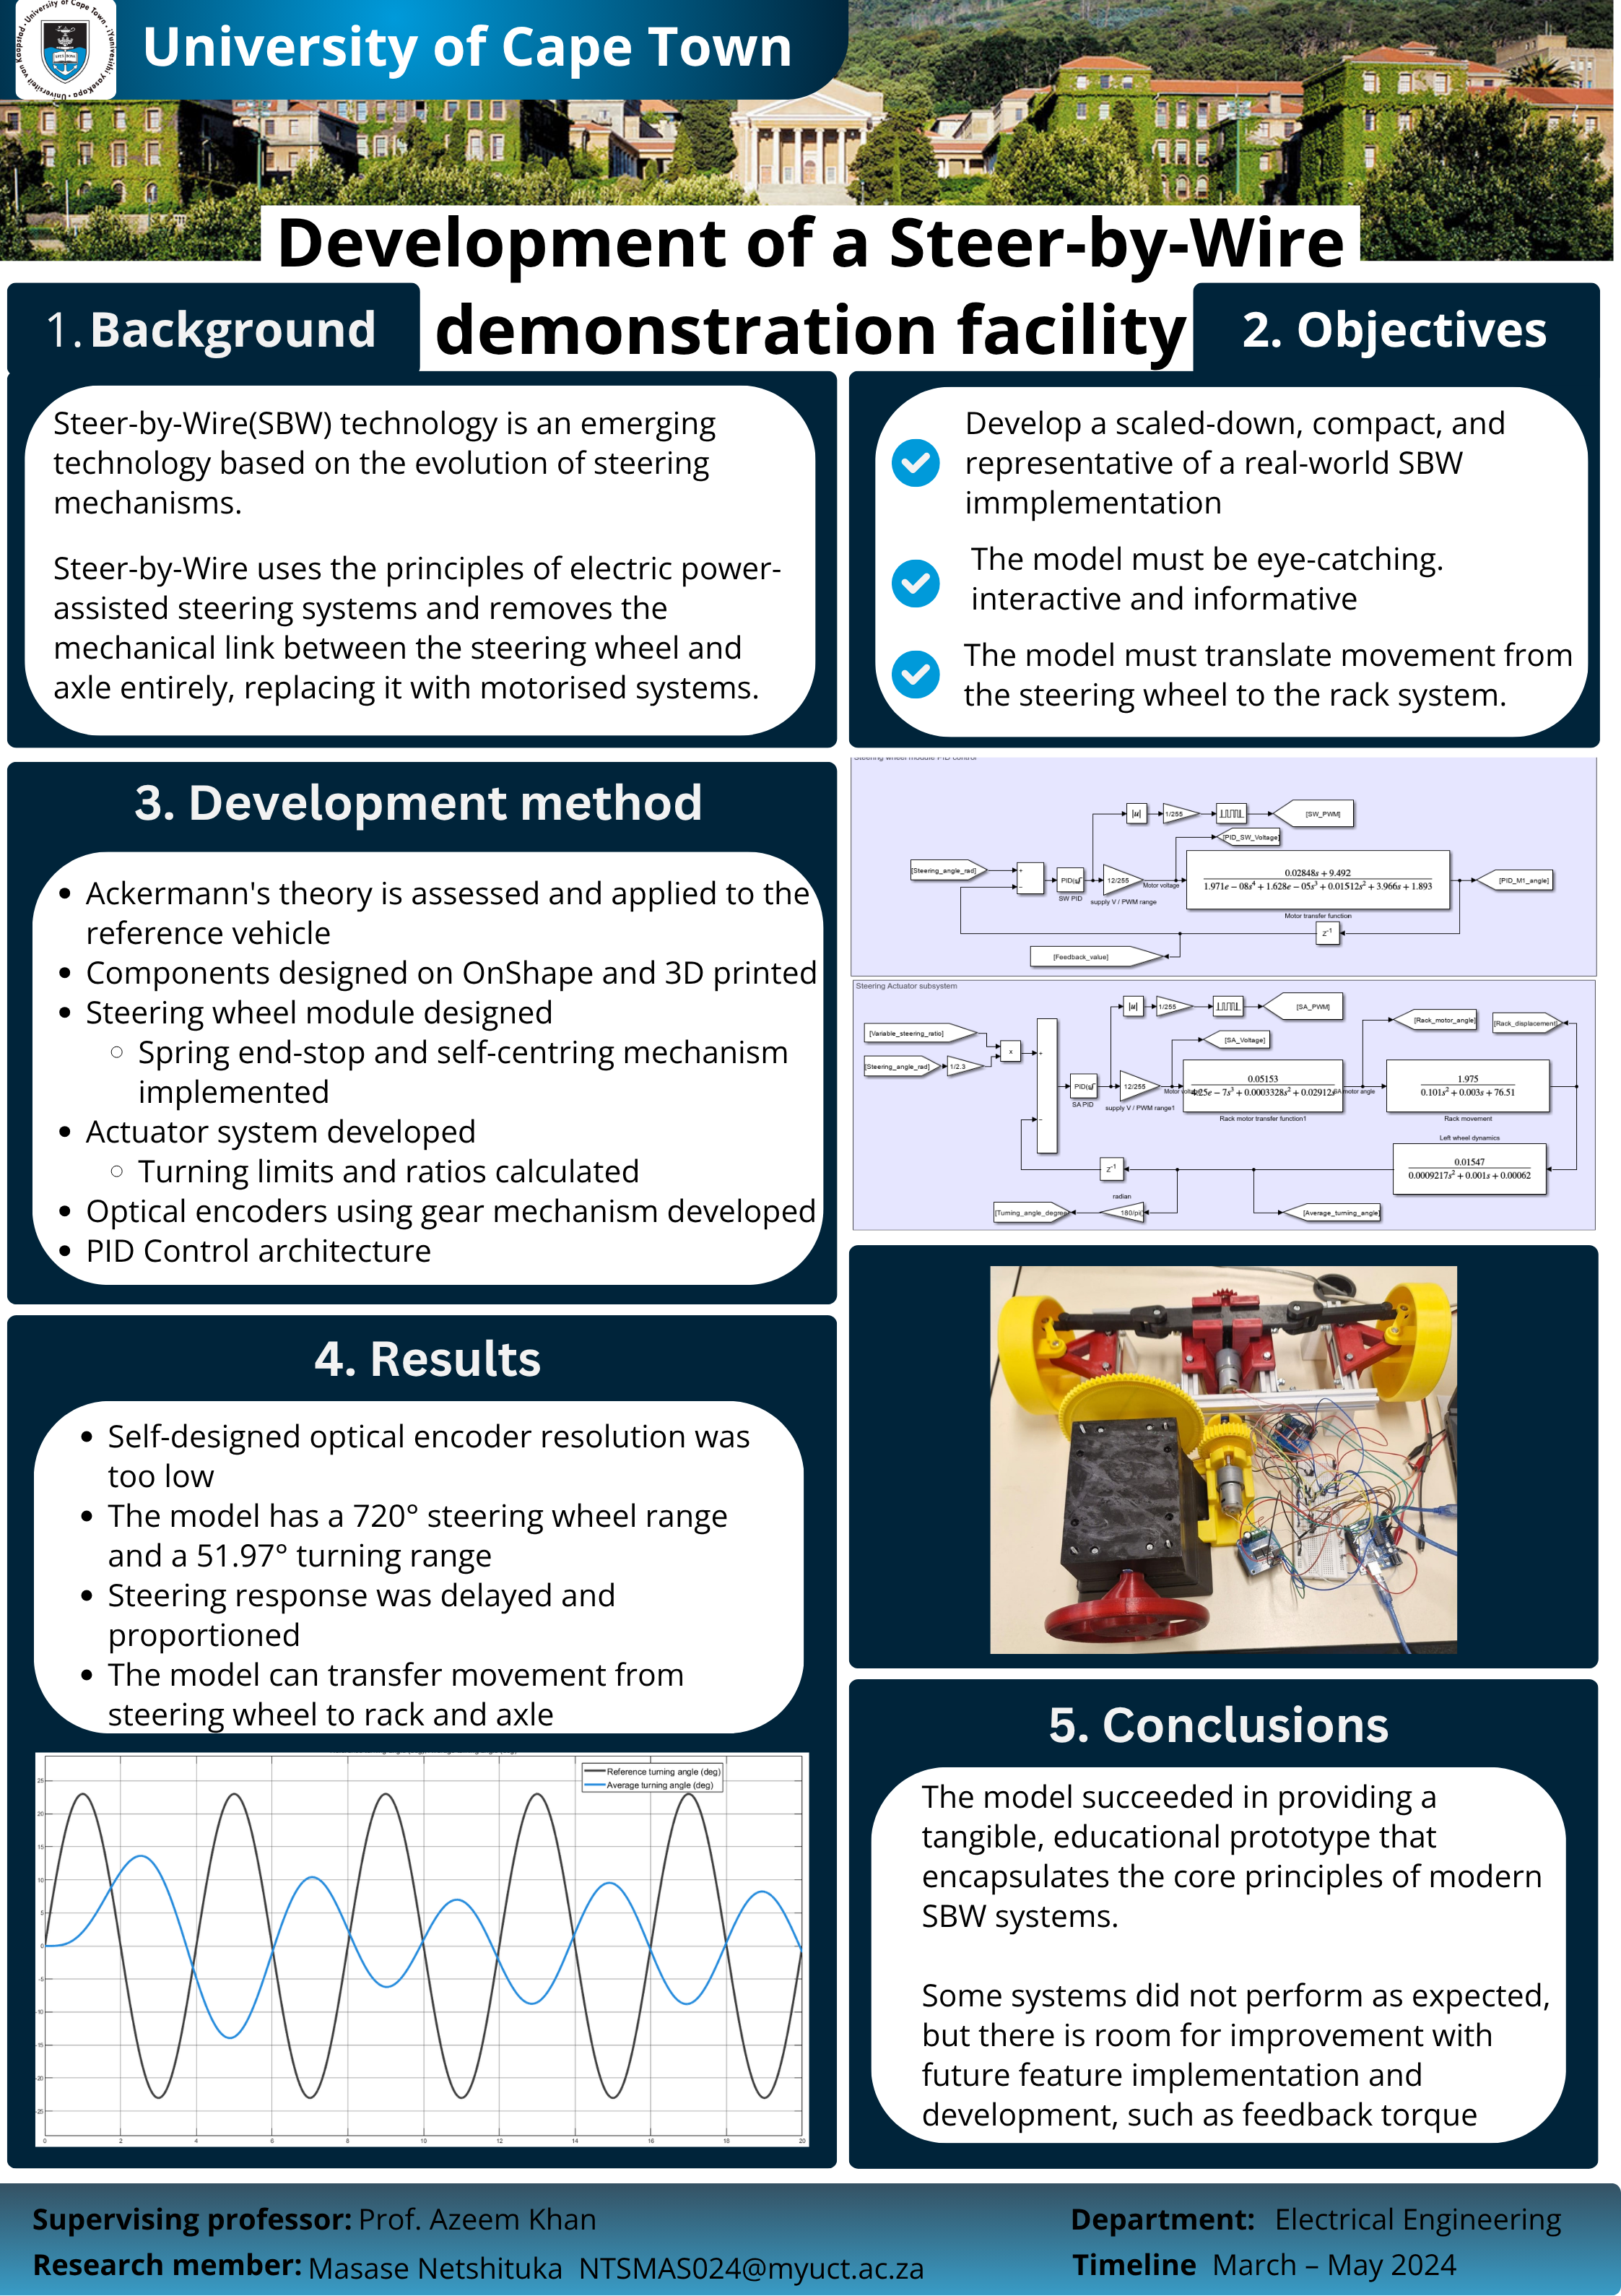 University of Cape Town
Development of a Steer-by-Wire
demonstration facility
1. Background
Steer-by-Wire(SBW) technology is an emerging
technology based on the evolution of steering
mechanisms.
Steer-by-Wire uses the principles of electric power-
assisted steering systems and removes the
mechanical link between the steering wheel and
axle entirely, replacing it with motorised systems.
2. Objectives
Develop a scaled-down, compact, and
representative of a real-world SBW
immplementation
The model must be eye-catching.
interactive and informative
The model must translate movement from
the steering wheel to the rack system.
3. Development method
• Ackermann's theory is assessed and applied to the
reference vehicle
• Components designed on OnShape and 3D printed
• Steering wheel module designed
◦ Spring end-stop and self-centring mechanism
implemented
• Actuator system developed
◦ Turning limits and ratios calculated
• Optical encoders using gear mechanism developed
• PID Control architecture
Steering wheel module PID control
|u|
1/255
[SW_PWM]
[PID_SW_Voltage]
[Steering_angle_rad]
+
−
PID(s)
SW PID
12/255
supply V / PWM range
Motor voltage
0.02848s + 9.492
1.971e − 08s⁴ + 1.628e − 05s³ + 0.01512s² + 3.966s + 1.893
Motor transfer function
[PID_M1_angle]
z⁻¹
[Feedback_value]
Steering Actuator subsystem
|u|
1/255
[SA_PWM]
[Rack_motor_angle]
[Rack_displacement]
[Variable_steering_ratio]
[SA_Voltage]
[Steering_angle_rad]
1/2.3
x
+
−
PID(s)
SA PID
12/255
supply V / PWM range1
Motor voltage
0.05153
4.25e − 7s³ + 0.0003328s² + 0.02912s
Rack motor transfer function1
SA motor angle
1.975
0.101s² + 0.003s + 76.51
Rack movement
Left wheel dynamics
0.01547
0.0009217s² + 0.001s + 0.00062
z⁻¹
radian
[Turning_angle_degree]
180/pi
[Average_turning_angle]
4. Results
• Self-designed optical encoder resolution was
too low
• The model has a 720° steering wheel range
and a 51.97° turning range
• Steering response was delayed and
proportioned
• The model can transfer movement from
steering wheel to rack and axle
Reference turning angle (deg)
Average turning angle (deg)
25
20
15
10
5
0
-5
-10
-15
-20
-25
0 2 4 6 8 10 12 14 16 18 20
5. Conclusions
The model succeeded in providing a
tangible, educational prototype that
encapsulates the core principles of modern
SBW systems.
Some systems did not perform as expected,
but there is room for improvement with
future feature implementation and
development, such as feedback torque
Supervising professor: Prof. Azeem Khan
Research member: Masase Netshituka NTSMAS024@myuct.ac.za
Department: Electrical Engineering
Timeline March – May 2024